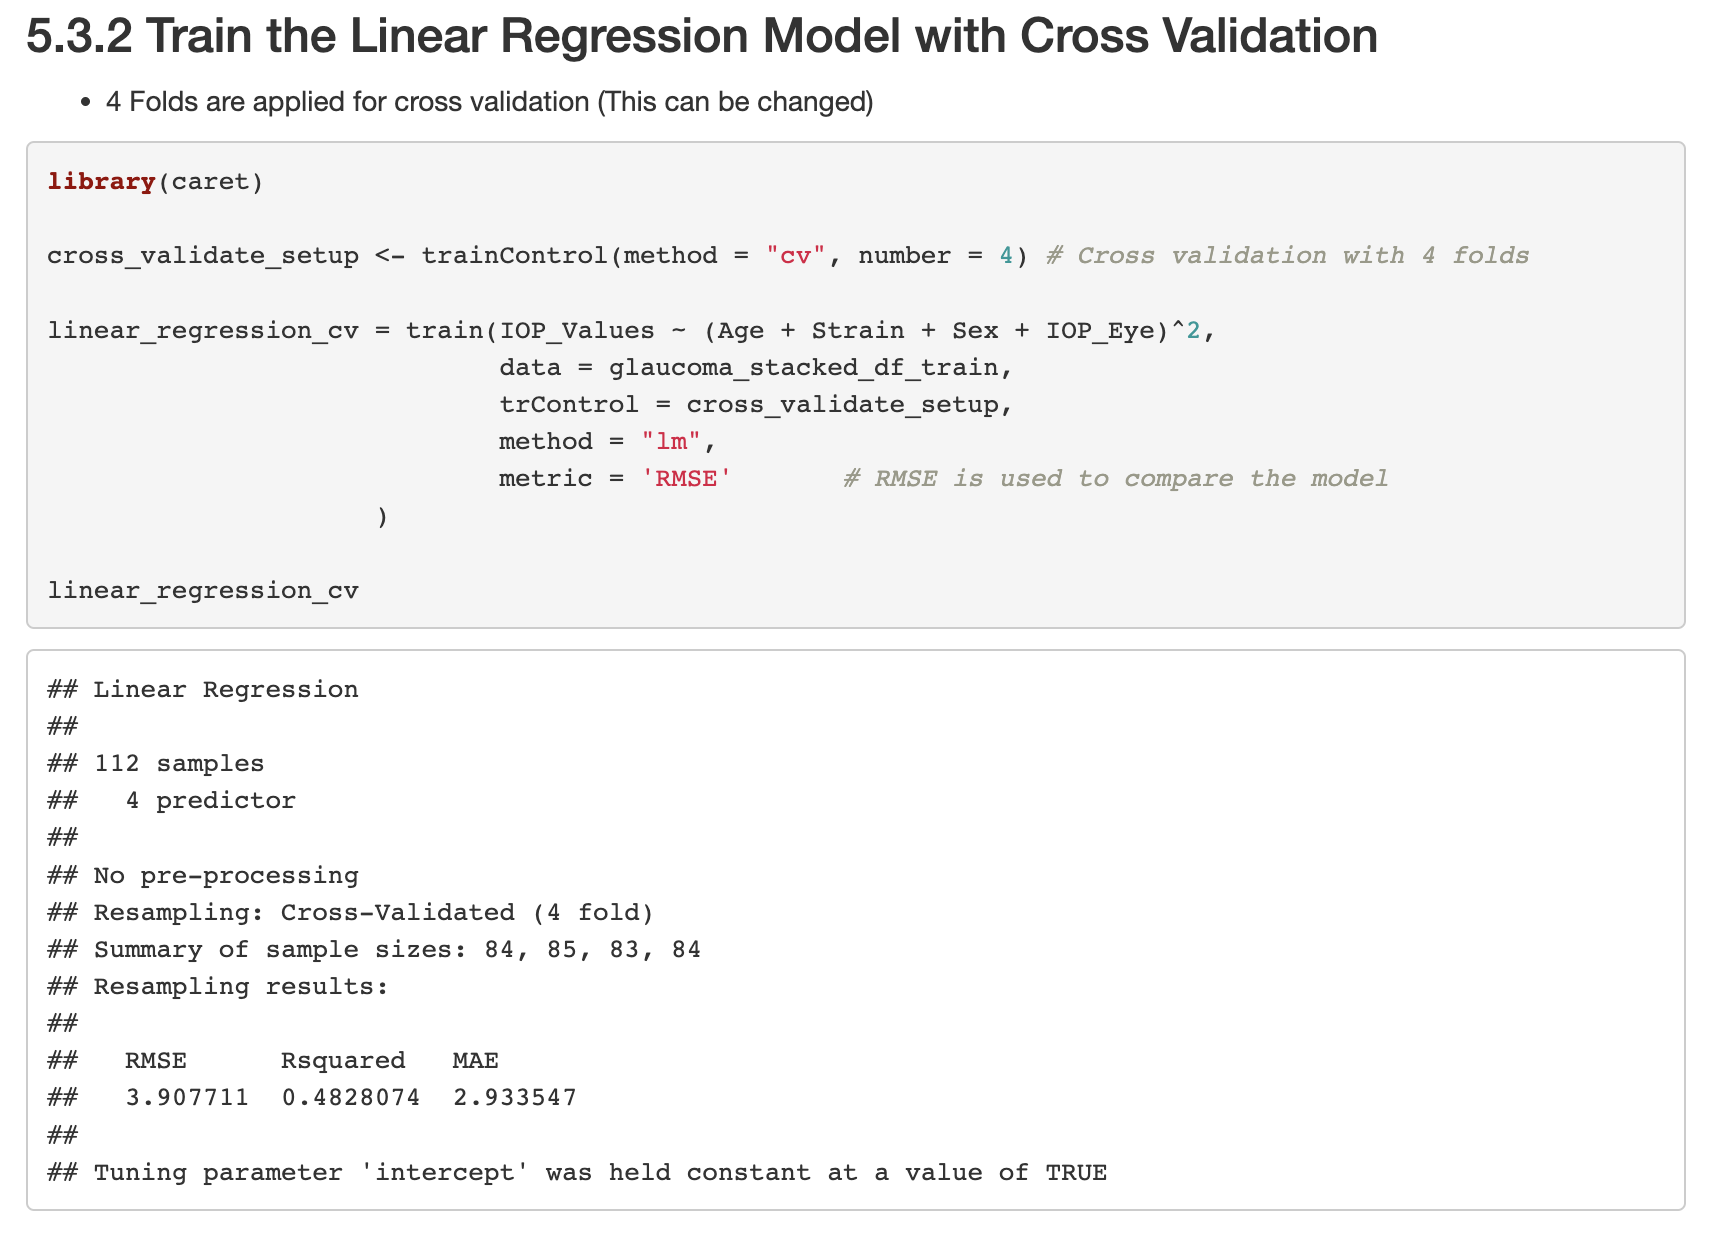 5.3.2 Train the Linear Regression Model with Cross Validation
• 4 Folds are applied for cross validation (This can be changed)
library(caret)
cross_validate_setup <- trainControl(method = "cv", number = 4) # Cross validation with 4 folds
linear_regression_cv = train(IOP_Values ~ (Age + Strain + Sex + IOP_Eye)^2,
                             data = glaucoma_stacked_df_train,
                             trControl = cross_validate_setup,
                             method = "lm",
                             metric = 'RMSE'       # RMSE is used to compare the model
                     )
linear_regression_cv
## Linear Regression
##
## 112 samples
##   4 predictor
##
## No pre-processing
## Resampling: Cross-Validated (4 fold)
## Summary of sample sizes: 84, 85, 83, 84
## Resampling results:
##
##   RMSE      Rsquared   MAE
##   3.907711  0.4828074  2.933547
##
## Tuning parameter 'intercept' was held constant at a value of TRUE